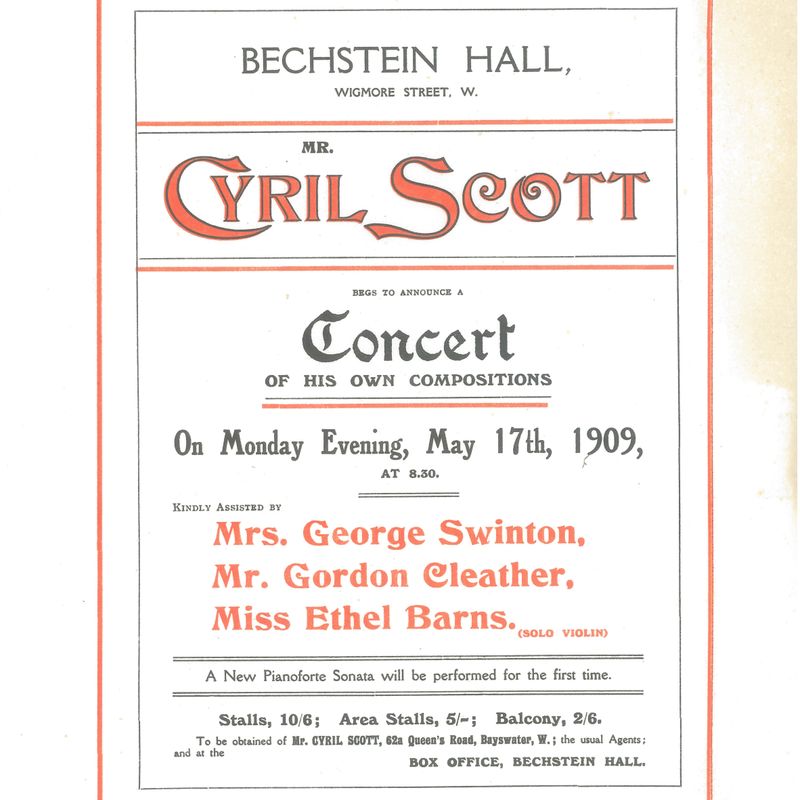 BECHSTEIN HALL,
WIGMORE STREET, W.
MR.
CYRIL SCOTT
BEGS TO ANNOUNCE A
Concert
OF HIS OWN COMPOSITIONS
On Monday Evening, May 17th, 1909,
AT 8.30.
KINDLY ASSISTED BY
Mrs. George Swinton,
Mr. Gordon Cleather,
Miss Ethel Barns. (SOLO VIOLIN)
A New Pianoforte Sonata will be performed for the first time.
Stalls, 10/6; Area Stalls, 5/-; Balcony, 2/6.
To be obtained of Mr. CYRIL SCOTT, 62a Queen's Road, Bayswater, W.; the usual Agents;
and at the
BOX OFFICE, BECHSTEIN HALL.